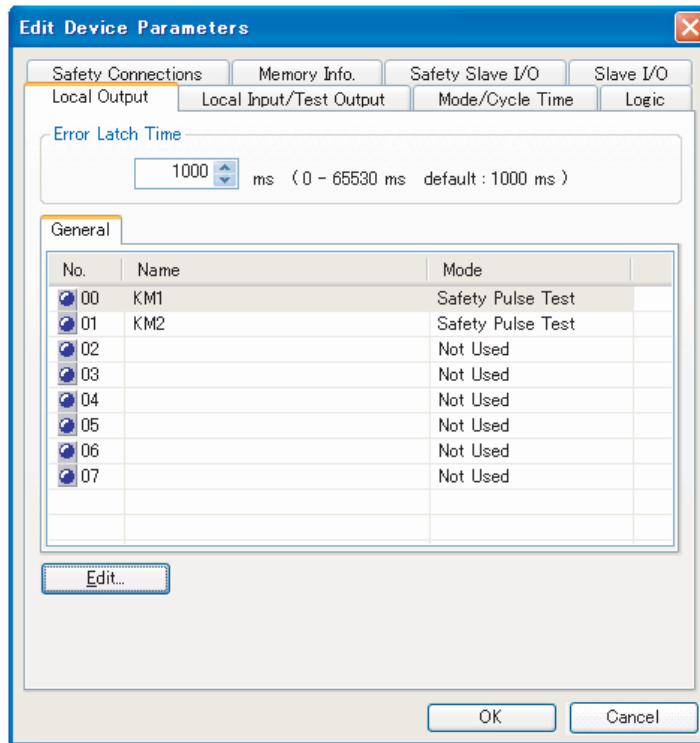 Edit Device Parameters
Safety Connections Memory Info. Safety Slave I/O Slave I/O
Local Output Local Input/Test Output Mode/Cycle Time Logic
Error Latch Time
1000 ms (0 - 65530 ms default : 1000 ms)
General
No. Name Mode
00 KM1 Safety Pulse Test
01 KM2 Safety Pulse Test
02 Not Used
03 Not Used
04 Not Used
05 Not Used
06 Not Used
07 Not Used
Edit...
OK Cancel